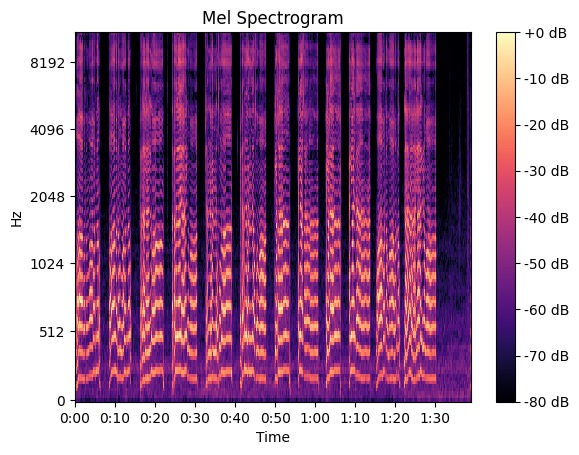 Mel Spectrogram
8192
4096
2048
1024
512
0
Hz
0:00 0:10 0:20 0:30 0:40 0:50 1:00 1:10 1:20 1:30
Time
+0 dB
-10 dB
-20 dB
-30 dB
-40 dB
-50 dB
-60 dB
-70 dB
-80 dB